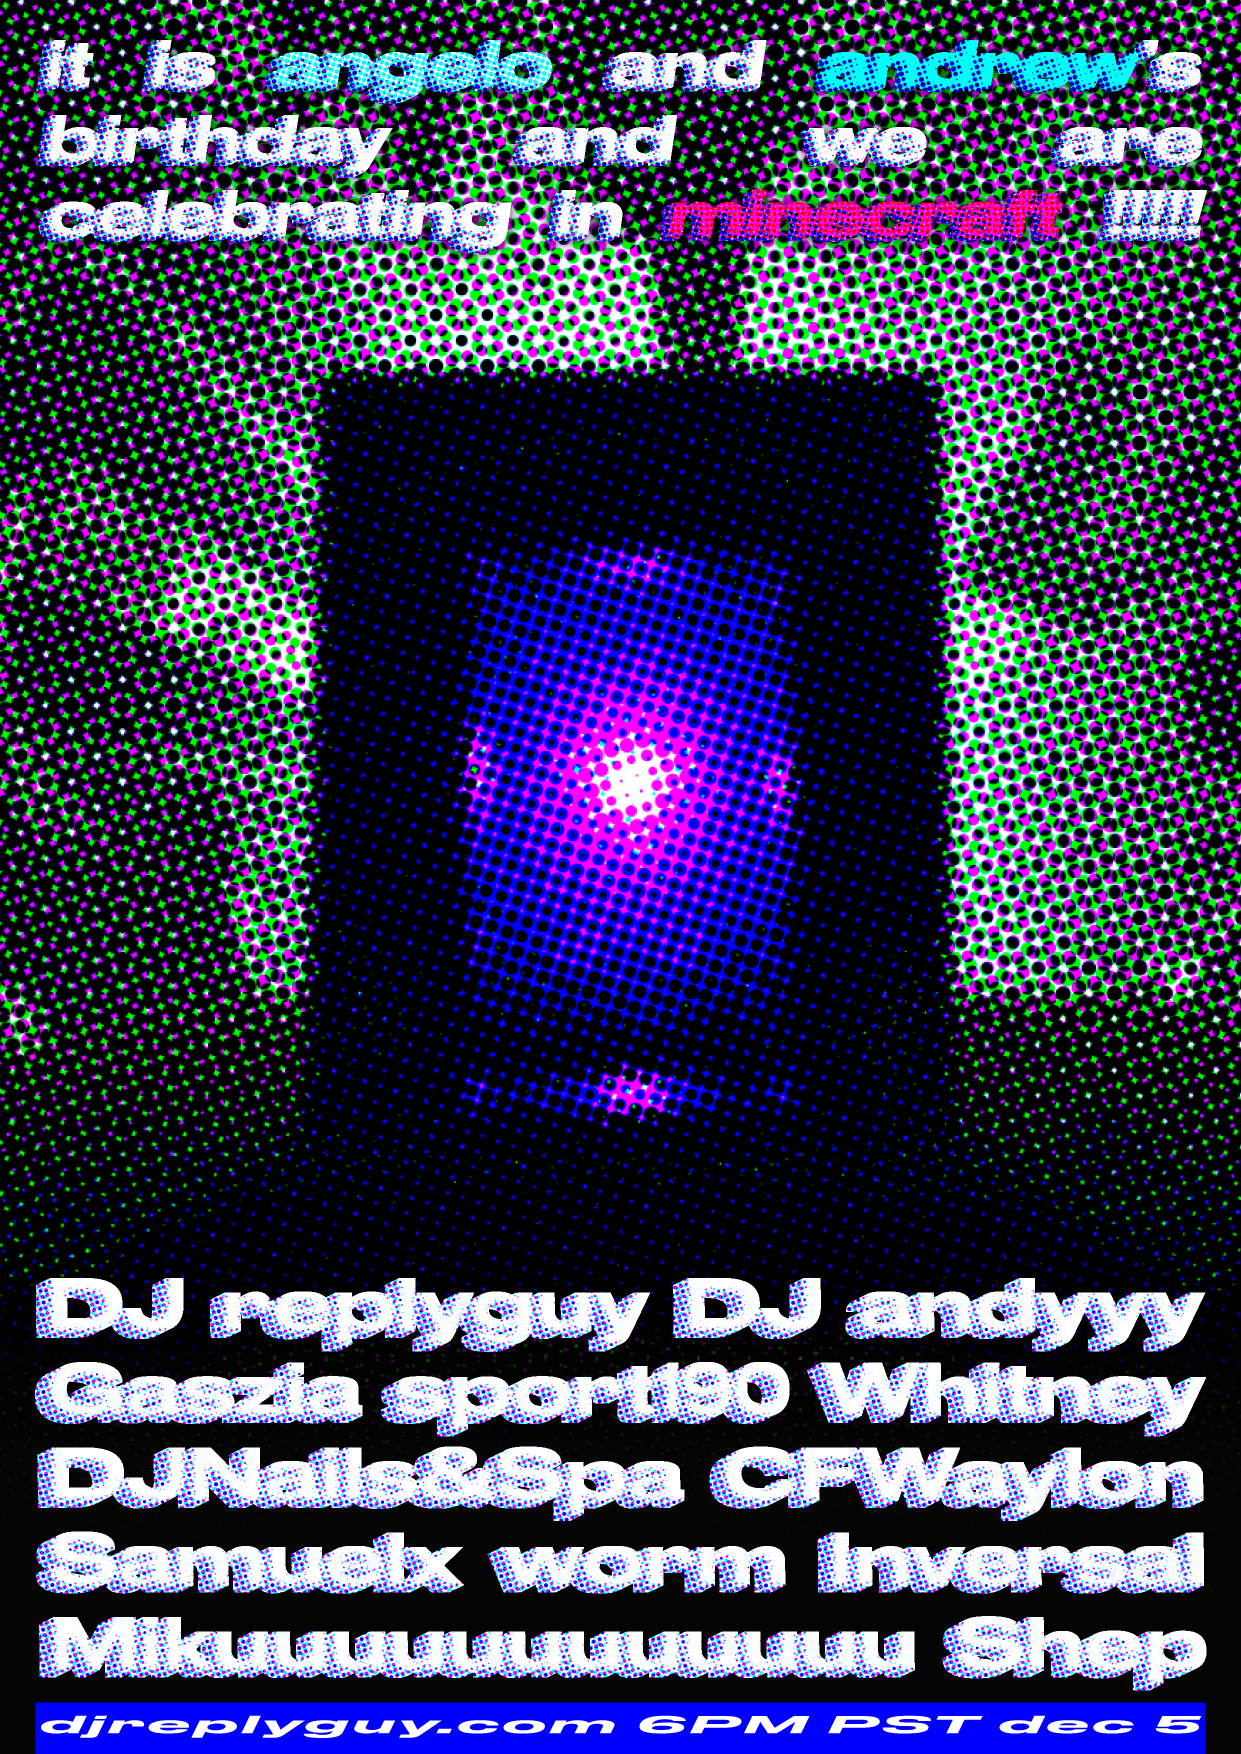 it is angelo and andrew's
birthday and we are
celebrating in minecraft !!!!!
DJ replyguy DJ andyyy
Gaszia sport190 Whitney
DJNails&Spa CFWaylon
Samuelx worm Inversal
Mikuuuuuuuuuuuu Shep
djreplyguy.com 6PM PST dec 5